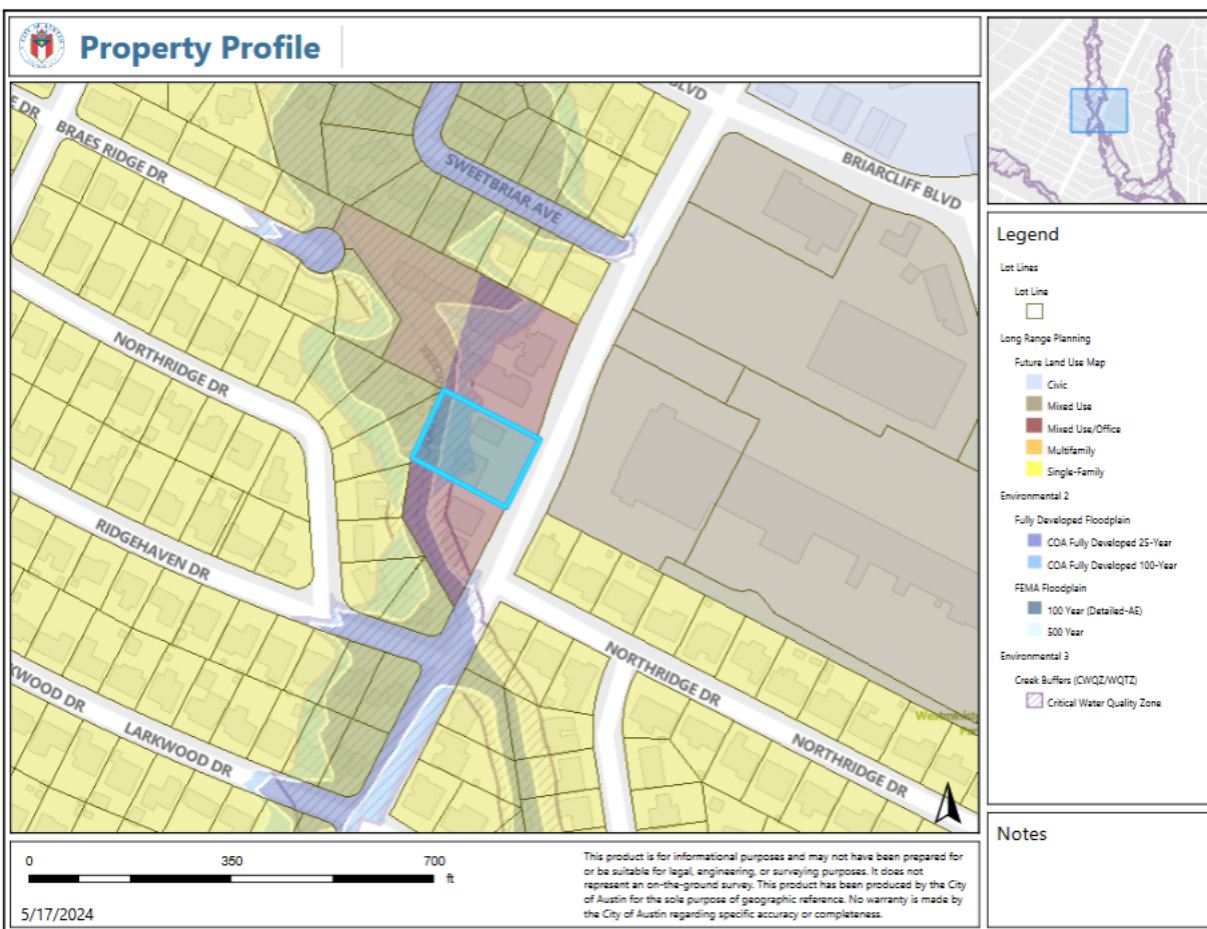 Property Profile
BLVD
E DR
BRAES RIDGE DR
SWEETBRIAR AVE
BRIARCLIFF BLVD
NORTHRIDGE DR
RIDGEHAVEN DR
LARKWOOD DR
NORTHRIDGE DR
NORTHRIDGE DR
Legend
Lot Lines
Lot Line
Long Range Planning
Future Land Use Map
Civic
Mixed Use
Mixed Use/Office
Multifamily
Single-Family
Environmental 2
Fully Developed Floodplain
COA Fully Developed 25-Year
COA Fully Developed 100-Year
FEMA Floodplain
100 Year (Detailed-AE)
500 Year
Environmental 3
Creek Buffers (CWQZ/WQTZ)
Critical Water Quality Zone
Notes
0 350 700
ft
5/17/2024
This product is for informational purposes and may not have been prepared for
or be suitable for legal, engineering, or surveying purposes. It does not
represent an on-the-ground survey. This product has been produced by the City
of Austin for the sole purpose of geographic reference. No warranty is made by
the City of Austin regarding specific accuracy or completeness.